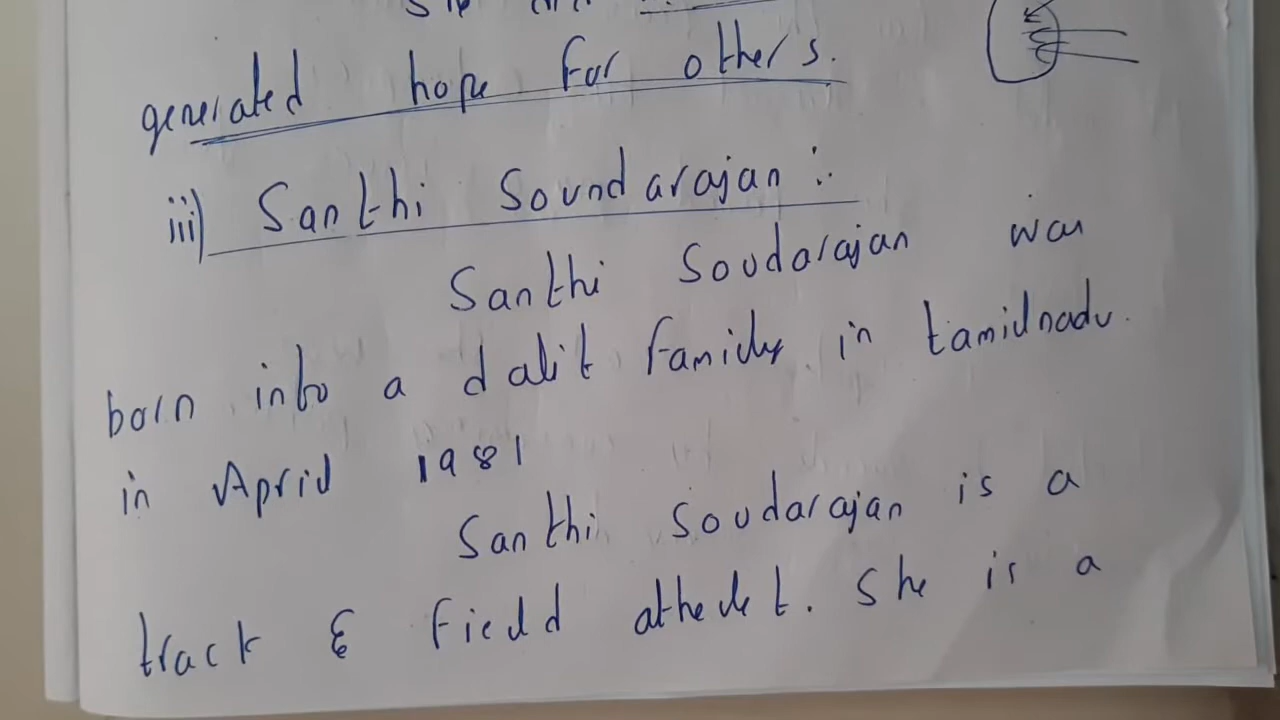 generated hope for others.
iii) Santhi Soundarajan :
Santhi Soudarajan was
born into a dalit family in tamilnadu.
in April 1981
Santhi Soudarajan is a
track & field athelet. She is a